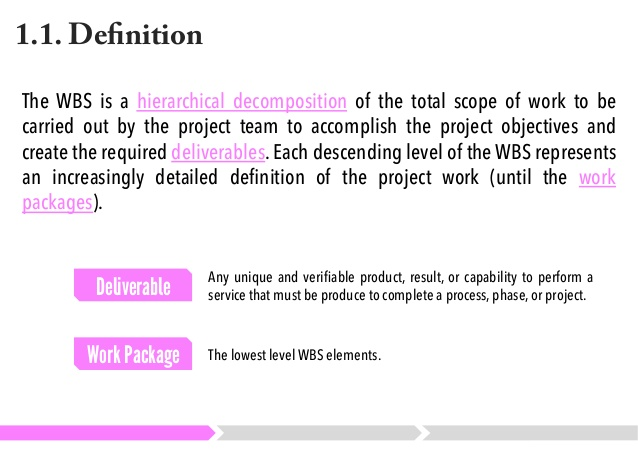 1.1. Definition
The WBS is a hierarchical decomposition of the total scope of work to be
carried out by the project team to accomplish the project objectives and
create the required deliverables. Each descending level of the WBS represents
an increasingly detailed definition of the project work (until the work
packages).
Deliverable
Any unique and verifiable product, result, or capability to perform a
service that must be produce to complete a process, phase, or project.
Work Package
The lowest level WBS elements.